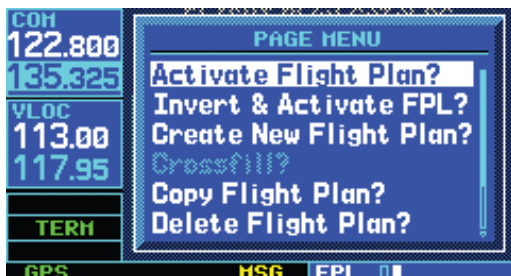 COM
122.800
135.325
VLOC
113.00
117.95
TERM
GPS
PAGE MENU
Activate Flight Plan?
Invert & Activate FPL?
Create New Flight Plan?
Crossfill?
Copy Flight Plan?
Delete Flight Plan?
MSG
FPL